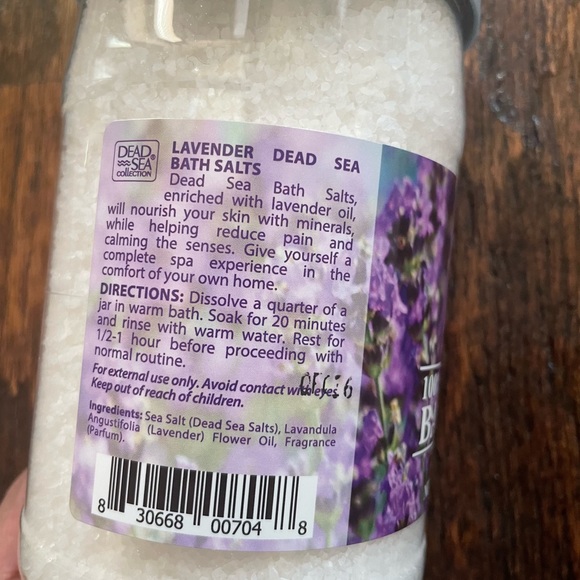 DEAD
SEA®
COLLECTION
LAVENDER DEAD SEA
BATH SALTS
Dead Sea Bath Salts,
enriched with lavender oil,
will nourish your skin with minerals,
while helping reduce pain and
calming the senses. Give yourself a
complete spa experience in the
comfort of your own home.
DIRECTIONS: Dissolve a quarter of a
jar in warm bath. Soak for 20 minutes
and rinse with warm water. Rest for
1/2-1 hour before proceeding with
normal routine.
For external use only. Avoid contact with eyes.
Keep out of reach of children.
Ingredients: Sea Salt (Dead Sea Salts), Lavandula
Angustifolia (Lavender) Flower Oil, Fragrance
(Parfum).
8 30668 00704 8